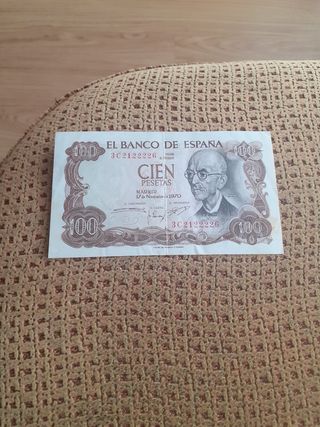 EL BANCO DE ESPAÑA
100
100
3C2122226
CIEN
PESETAS
MADRID
17 de Noviembre de 1970
3C2122226
100
100